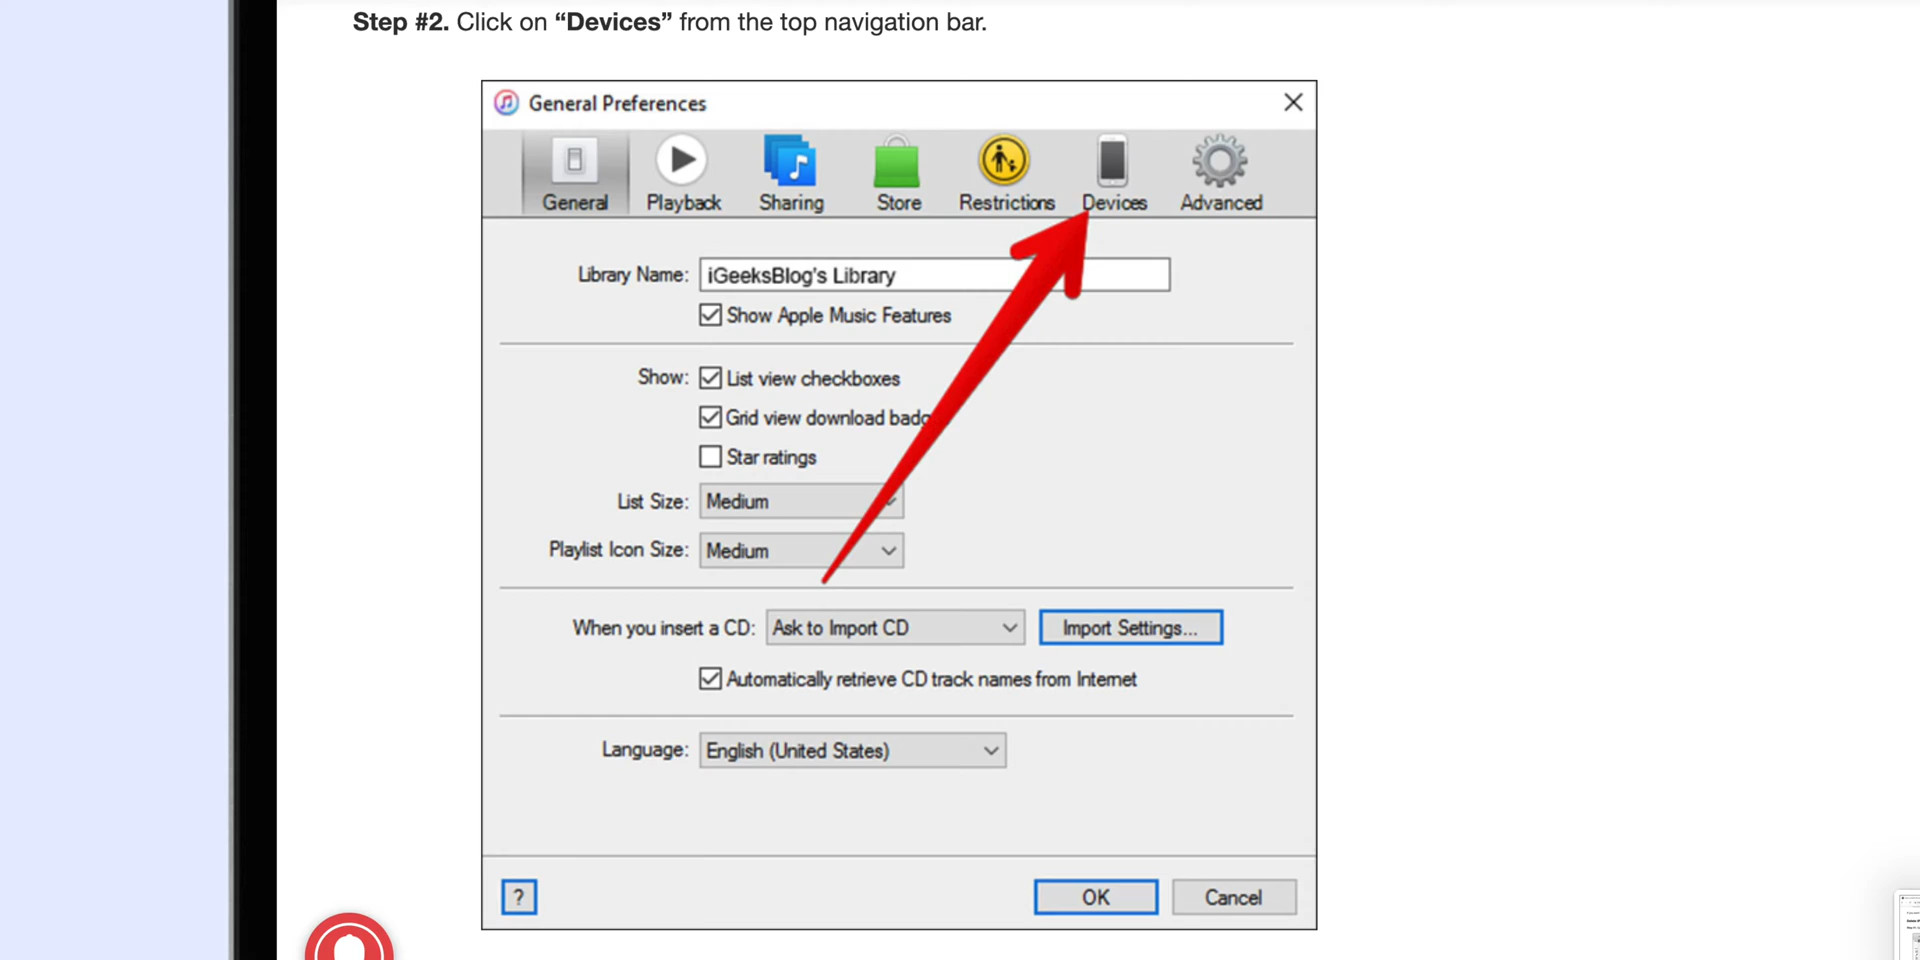 Step #2. Click on “Devices” from the top navigation bar.
General Preferences
General Playback Sharing Store Restrictions Devices Advanced
Library Name: iGeeksBlog's Library
Show Apple Music Features
Show: List view checkboxes
Grid view download
Star ratings
List Size: Medium
Playlist Icon Size: Medium
When you insert a CD: Ask to Import CD Import Settings...
Automatically retrieve CD track names from Internet
Language: English (United States)
? OK Cancel